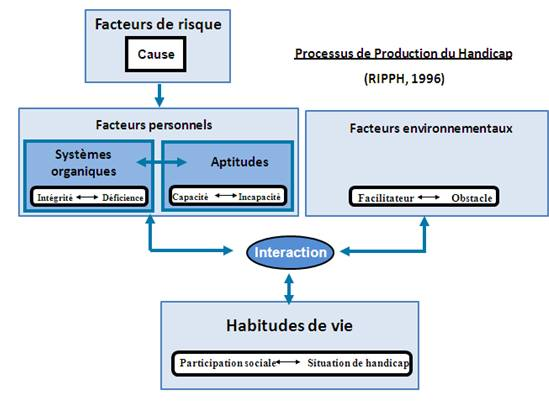 Facteurs de risque
Cause
Processus de Production du Handicap
(RIPPH, 1996)
Facteurs personnels
Systèmes
organiques
Intégrité
Déficience
Aptitudes
Capacité
Incapacité
Facteurs environnementaux
Facilitateur
Obstacle
Interaction
Habitudes de vie
Participation sociale
Situation de handicap